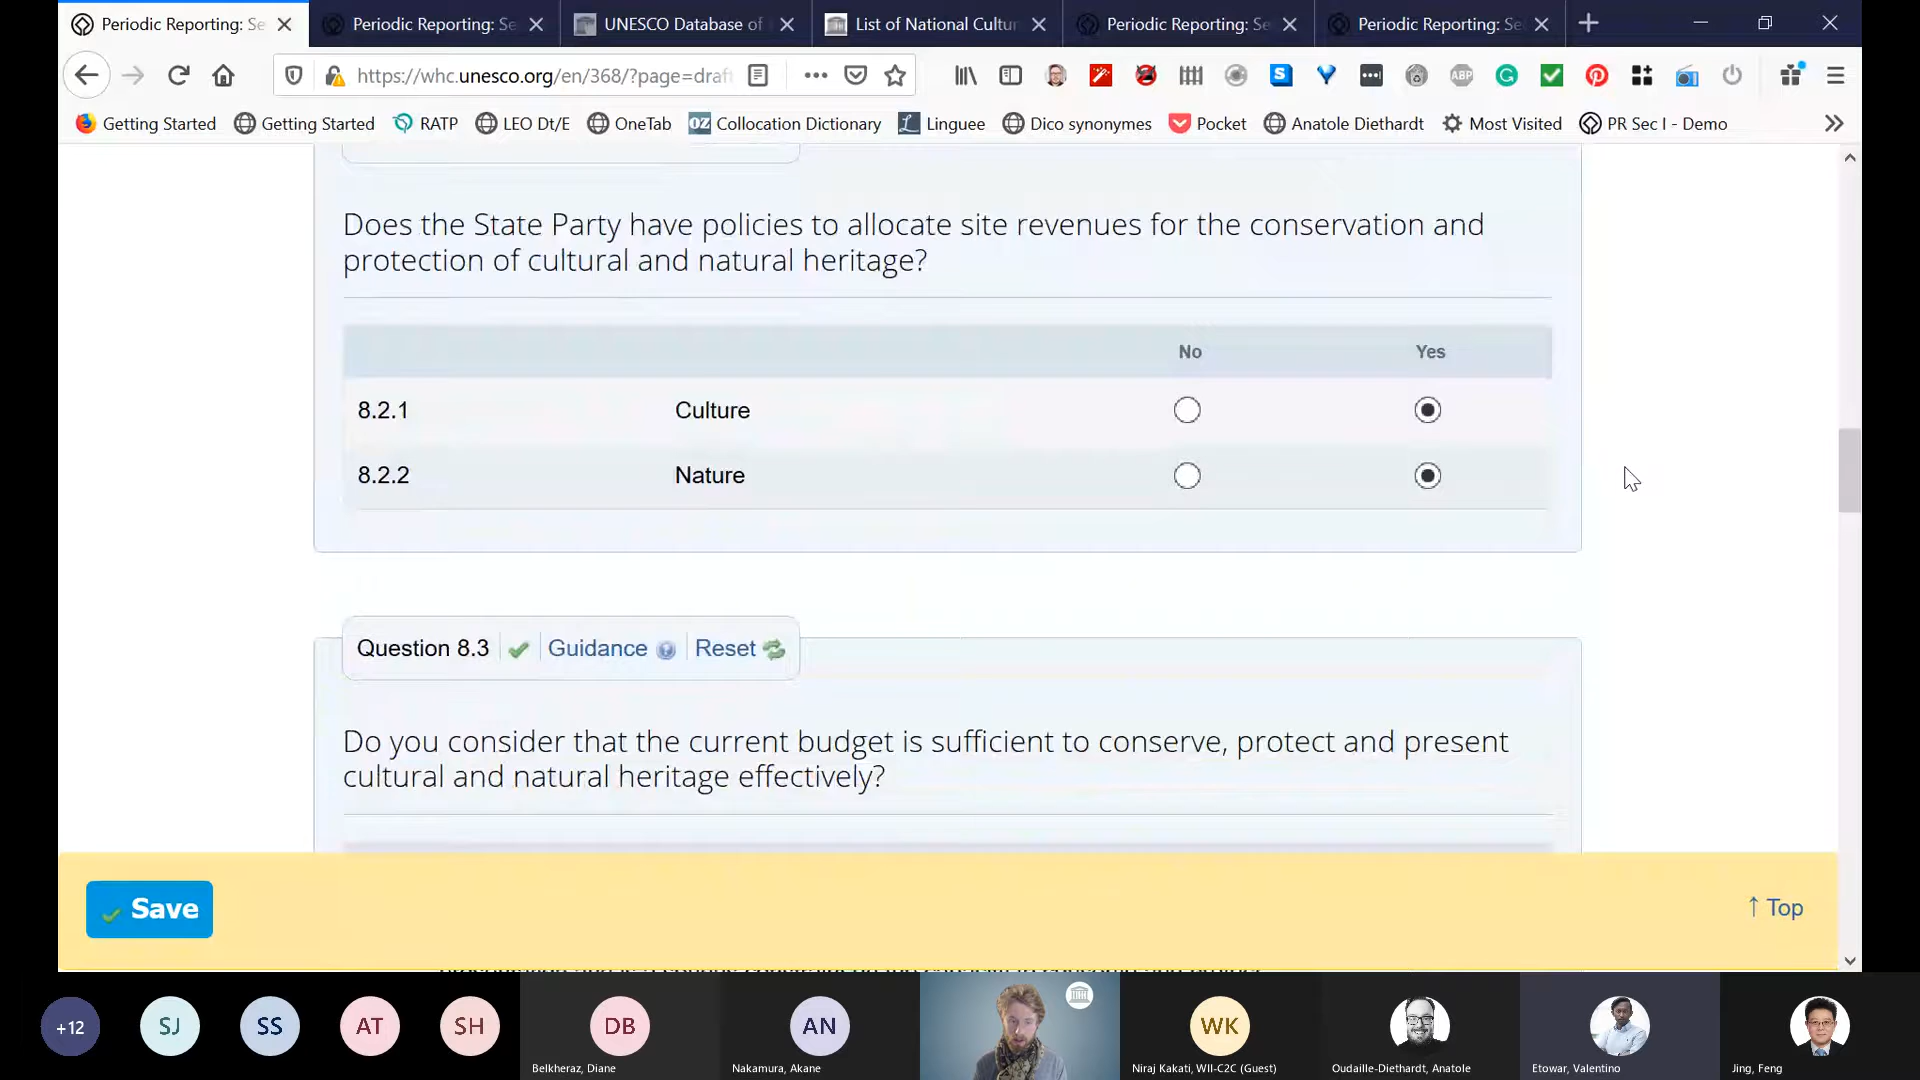 Periodic Reporting: Se
Periodic Reporting: Se
UNESCO Database of
List of National Cultur
Periodic Reporting: Se
Periodic Reporting: Se
https://whc.unesco.org/en/368/?page=draf
Getting Started
Getting Started
RATP
LEO Dt/E
OneTab
OZ Collocation Dictionary
Linguee
Dico synonymes
Pocket
Anatole Diethardt
Most Visited
PR Sec I - Demo
Does the State Party have policies to allocate site revenues for the conservation and
protection of cultural and natural heritage?
No Yes
8.2.1 Culture
8.2.2 Nature
Question 8.3 Guidance Reset
Do you consider that the current budget is sufficient to conserve, protect and present
cultural and natural heritage effectively?
Save
↑ Top
+12
SJ
SS
AT
SH
DB
AN
WK
Belkheraz, Diane
Nakamura, Akane
Niraj Kakati, WII-C2C (Guest)
Oudaille-Diethardt, Anatole
Etowar, Valentino
Jing, Feng